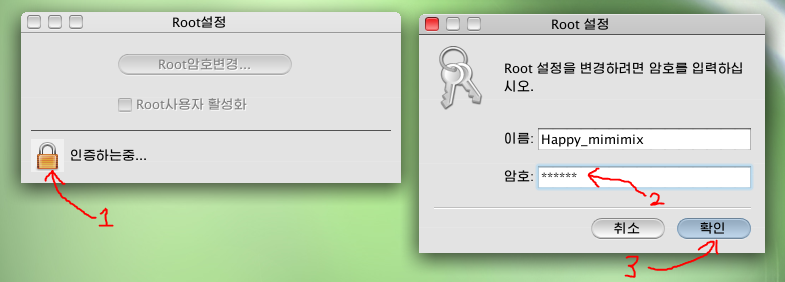 Root설정
Root암호변경...
Root사용자 활성화
인증하는중...
1
Root 설정
Root 설정을 변경하려면 암호를 입력하십
시오.
이름: Happy_mimimix
암호: ******
2
취소 확인
3